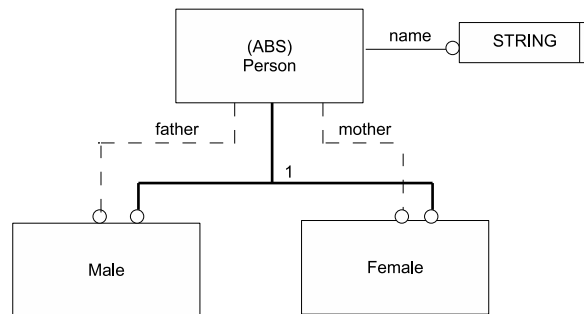 (ABS)
Person
name
STRING
father
mother
1
Male
Female